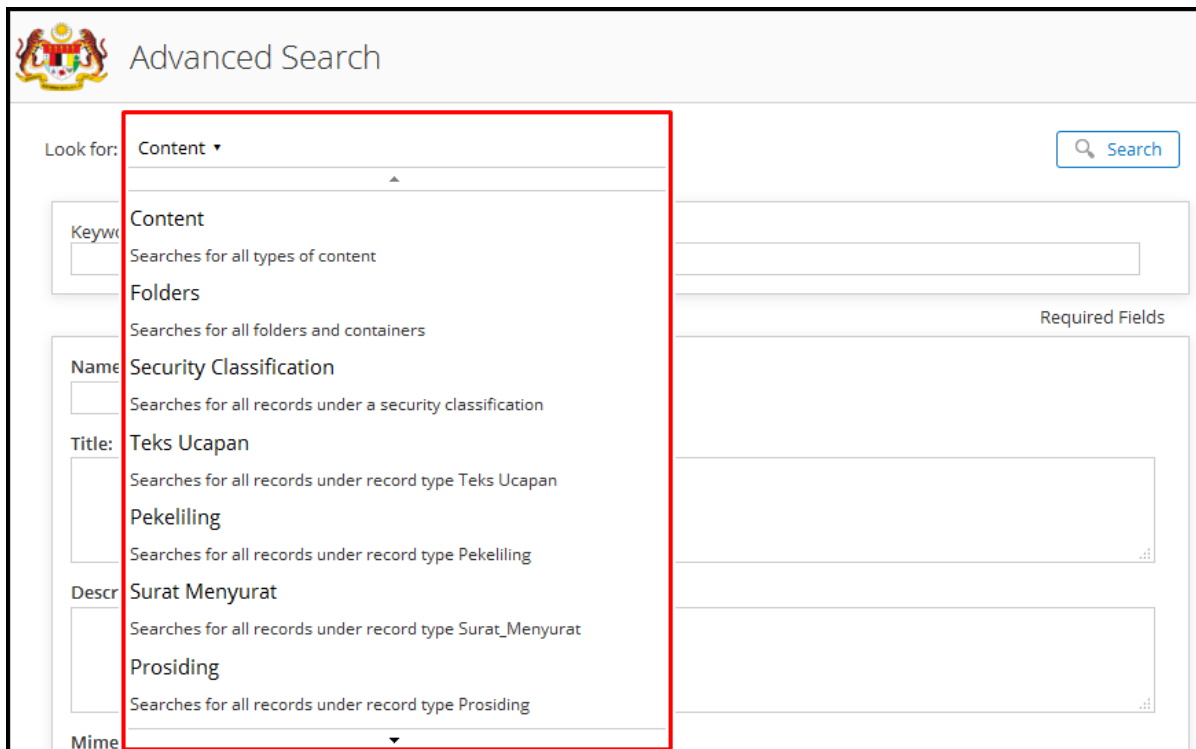 Advanced Search
Look for: Content
Search
Content
Keywo
Searches for all types of content
Folders
Searches for all folders and containers
Required Fields
Name Security Classification
Searches for all records under a security classification
Title: Teks Ucapan
Searches for all records under record type Teks Ucapan
Pekeliling
Searches for all records under record type Pekeliling
Descr Surat Menyurat
Searches for all records under record type Surat_Menyurat
Prosiding
Searches for all records under record type Prosiding
Mime